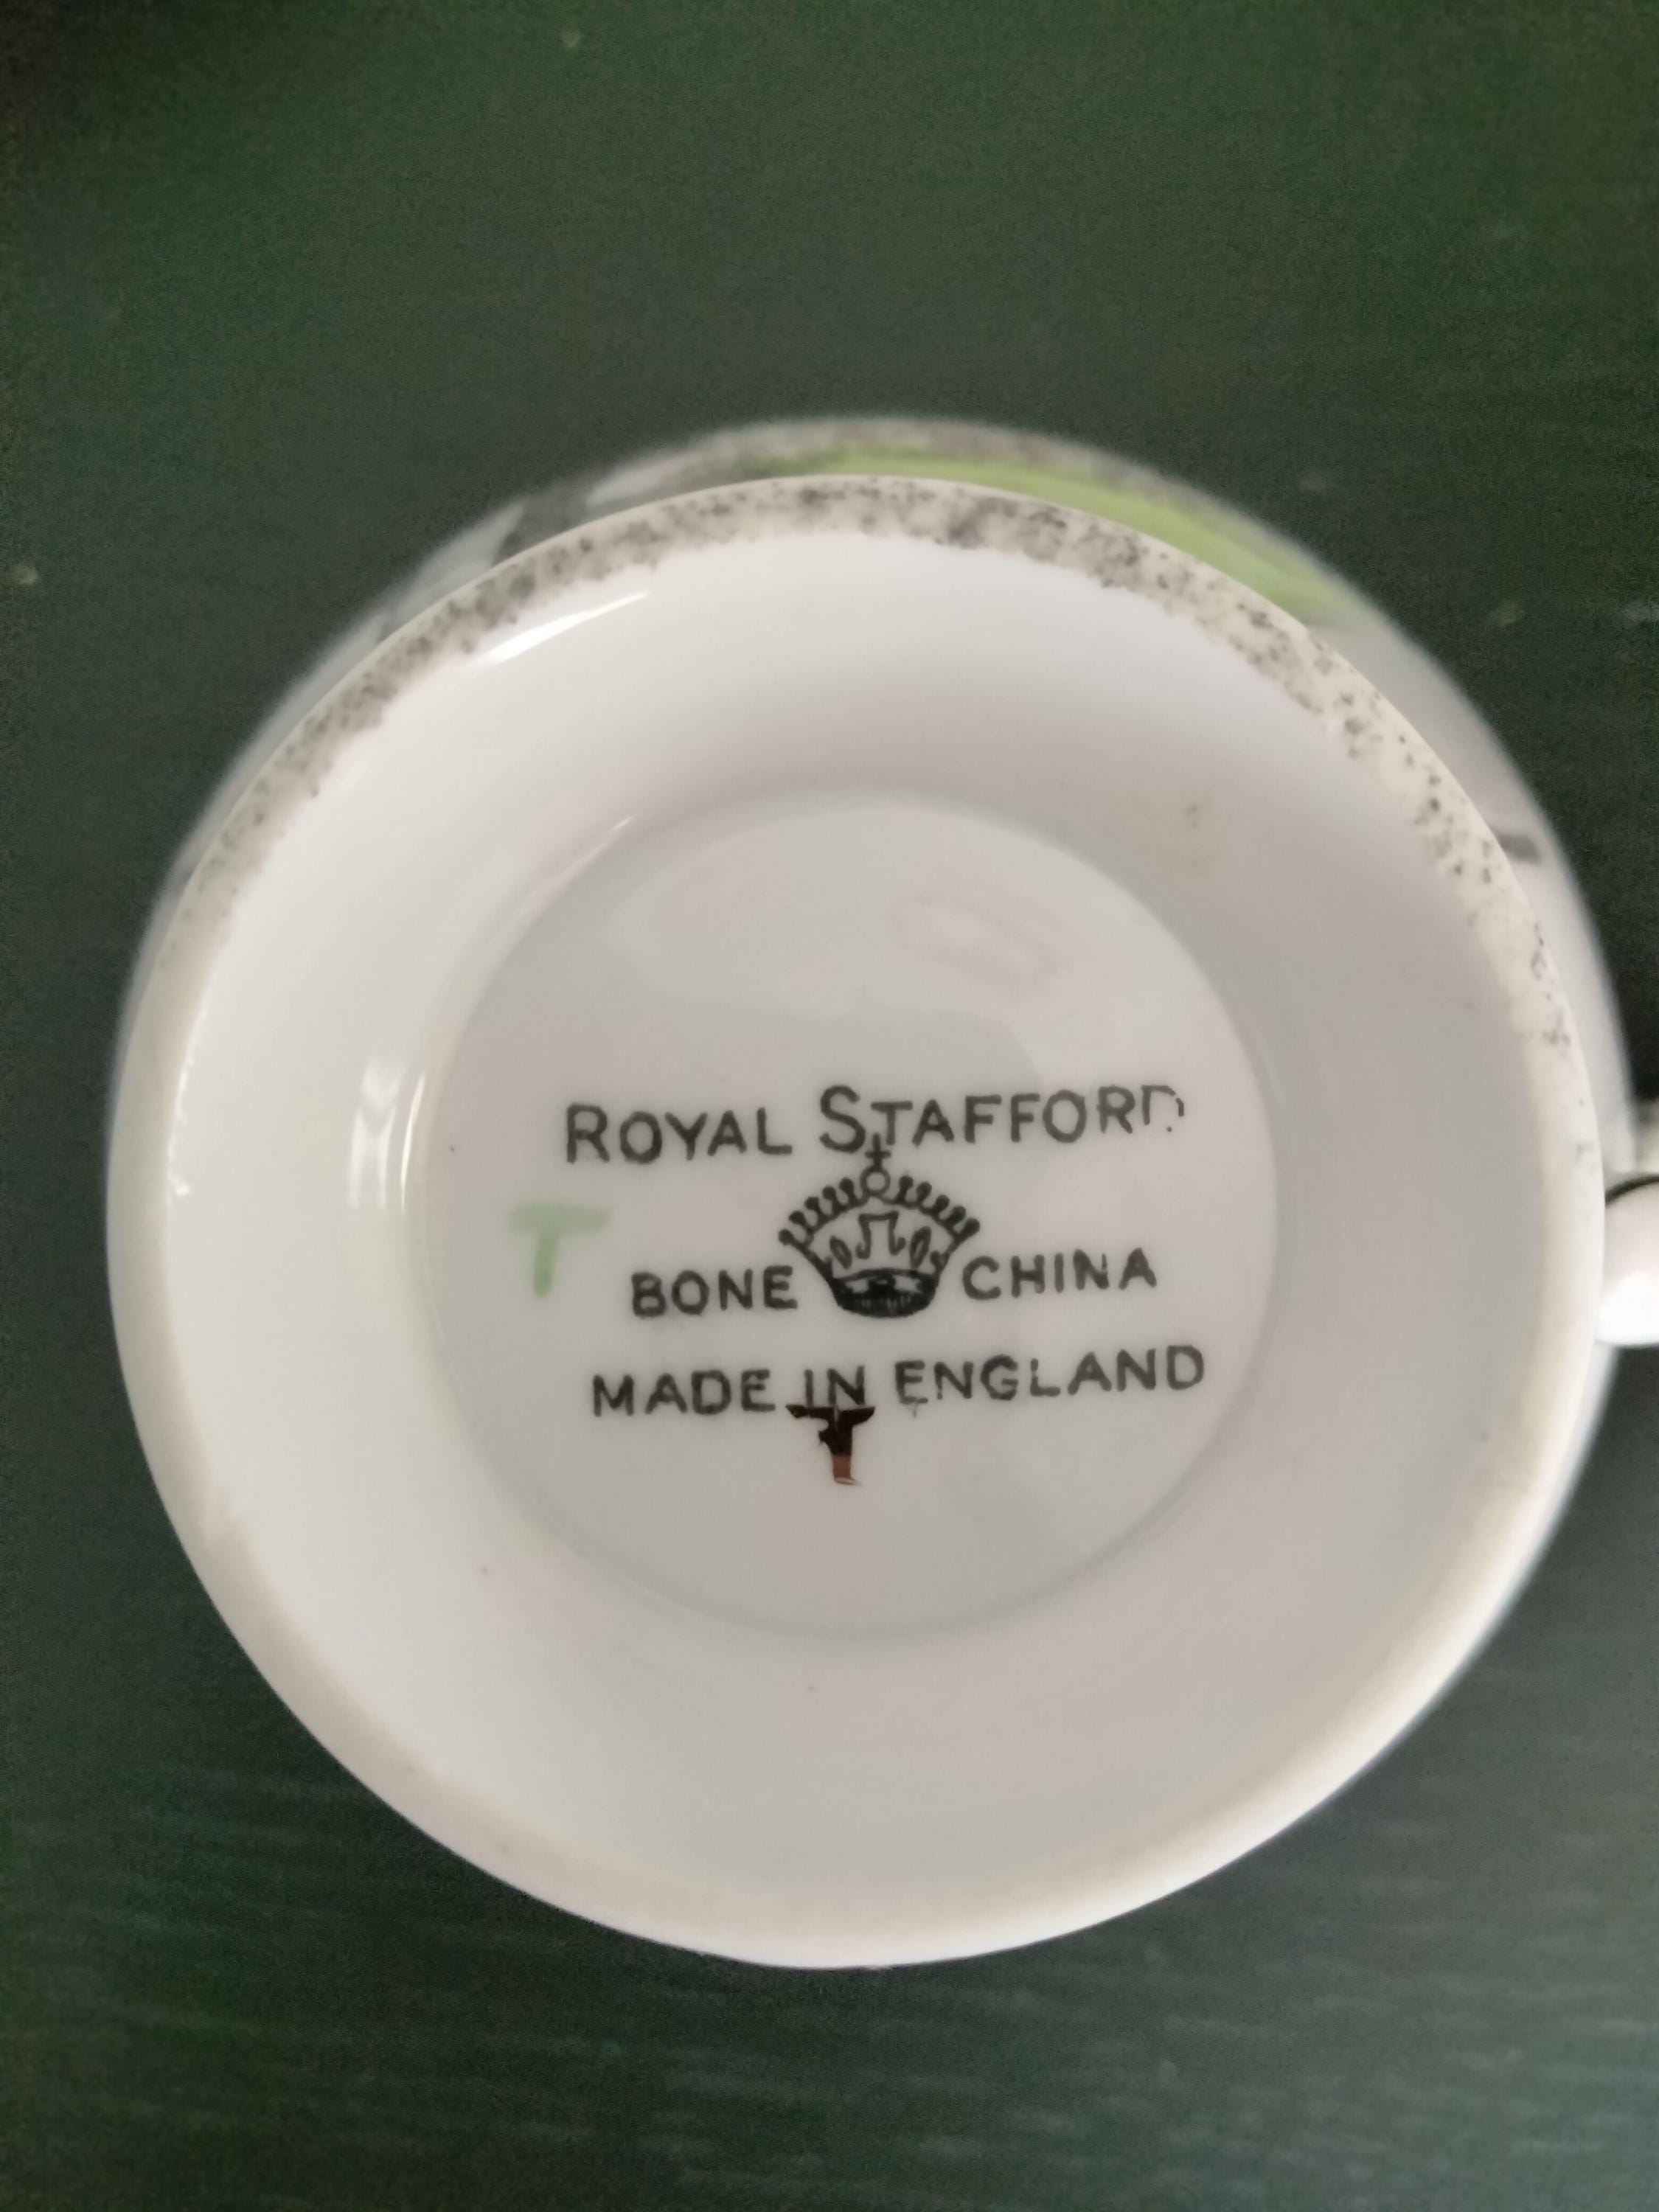 ROYAL STAFFORD
T
BONE CHINA
MADE IN ENGLAND
T